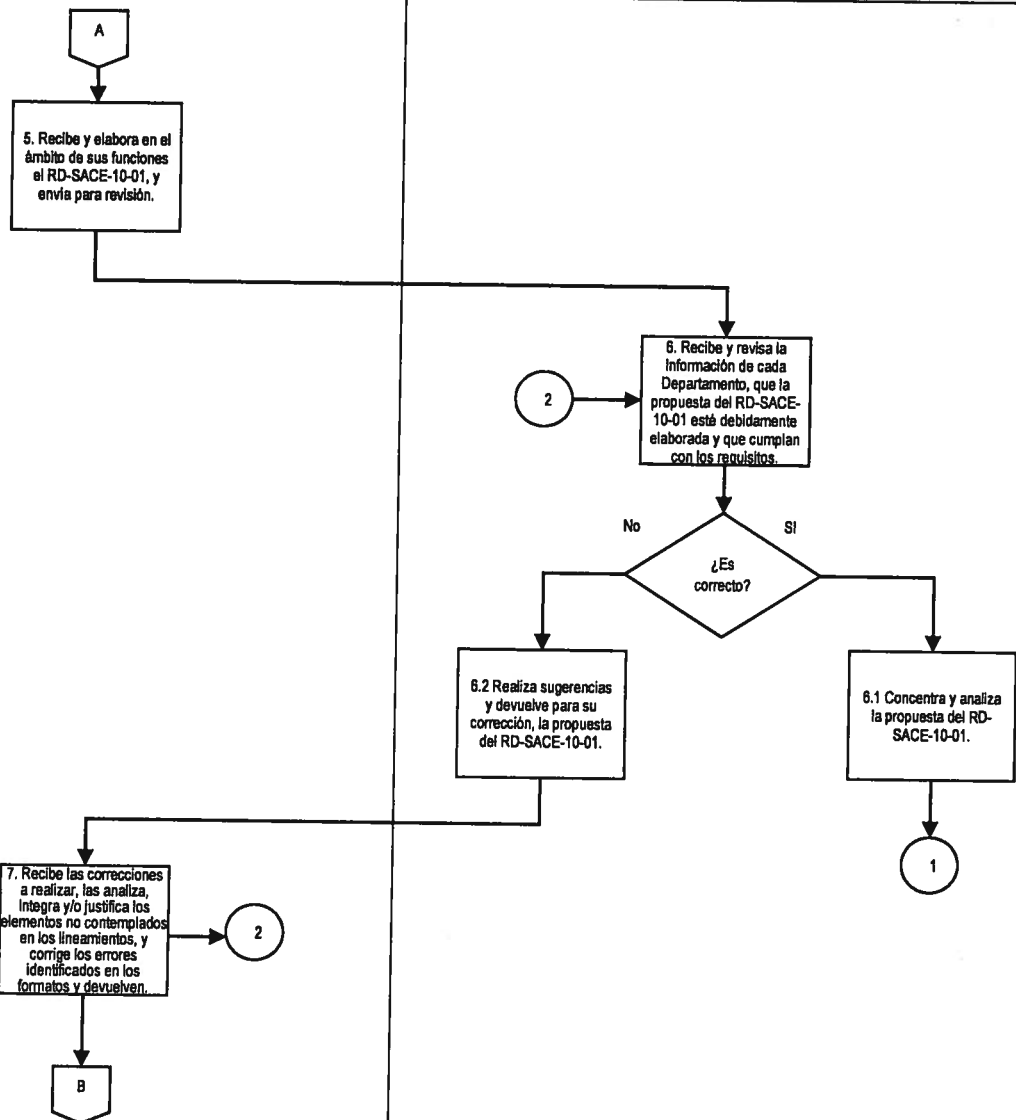 A
5. Recibe y elabora en el
ámbito de sus funciones
el RD-SACE-10-01, y
envía para revisión.
6. Recibe y revisa la
Información de cada
Departamento, que la
propuesta del RD-SACE-
10-01 esté debidamente
elaborada y que cumplan
con los requisitos.
2
No
SI
¿Es
correcto?
6.2 Realiza sugerencias
y devuelve para su
corrección, la propuesta
del RD-SACE-10-01.
6.1 Concentra y analiza
la propuesta del RD-
SACE-10-01.
1
7. Recibe las correcciones
a realizar, las analiza,
Integra y/o justifica los
elementos no contemplados
en los lineamientos, y
corrige los errores
identificados en los
formatos y devuelven.
2
B